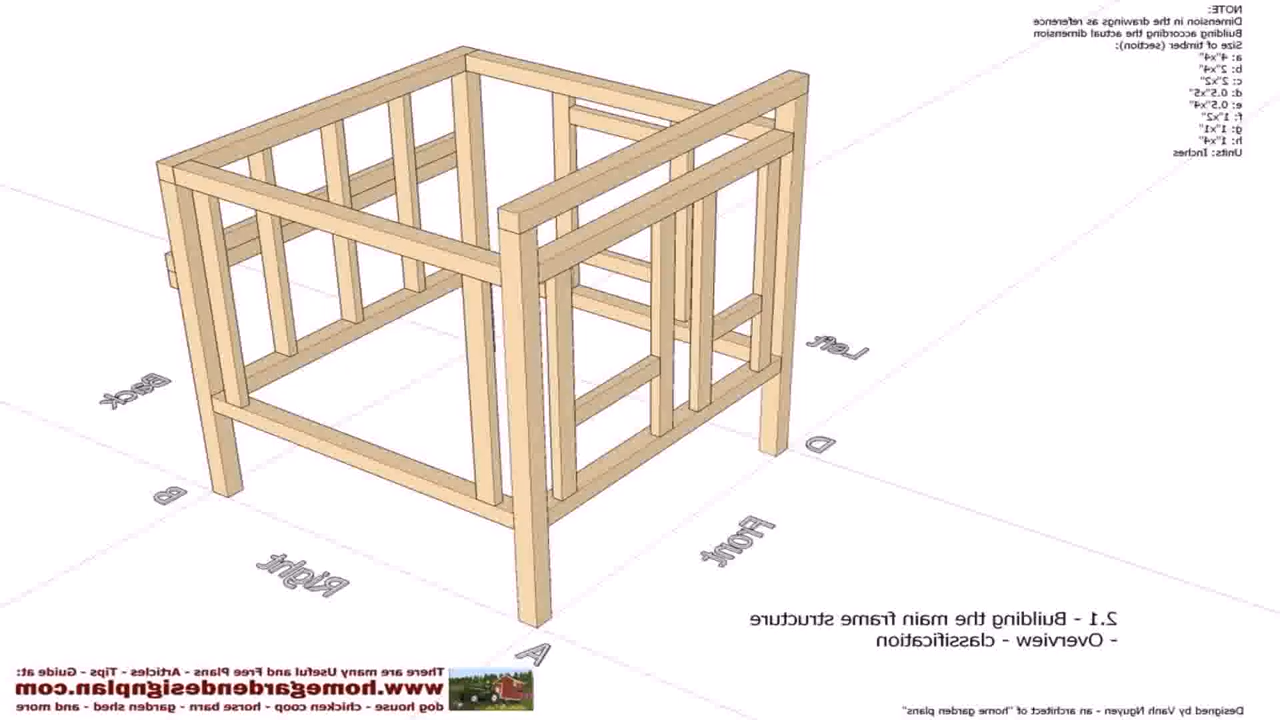 NOTE:
Dimension in the drawings as reference
Building according the actual dimension
Size of timber (section):
a: 4"x4"
b: 2"x4"
c: 2"x2"
d: 0.5"x5"
e: 0.5"x4"
f: 1"x2"
g: 1"x1"
h: 1"x4"
Units: Inches
Left
Back
D
B
Front
Right
A
2.1 - Building the main frame structure
- Overview - classification
There are many Useful and Free Plans - Articles - Tips - Guide at:
www.homegardendesignplan.com
dog house - chicken coop - horse barn - garden shed - and more
Designed by Vanh Nguyen - an architect of "home garden plans"